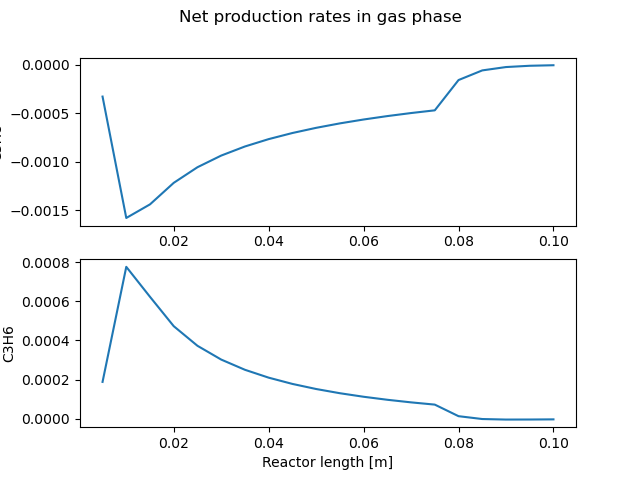 Net production rates in gas phase
0.0000
−0.0005
−0.0010
−0.0015
0.02 0.04 0.06 0.08 0.10
0.0008
0.0006
0.0004
0.0002
0.0000
C3H6
0.02 0.04 0.06 0.08 0.10
Reactor length [m]